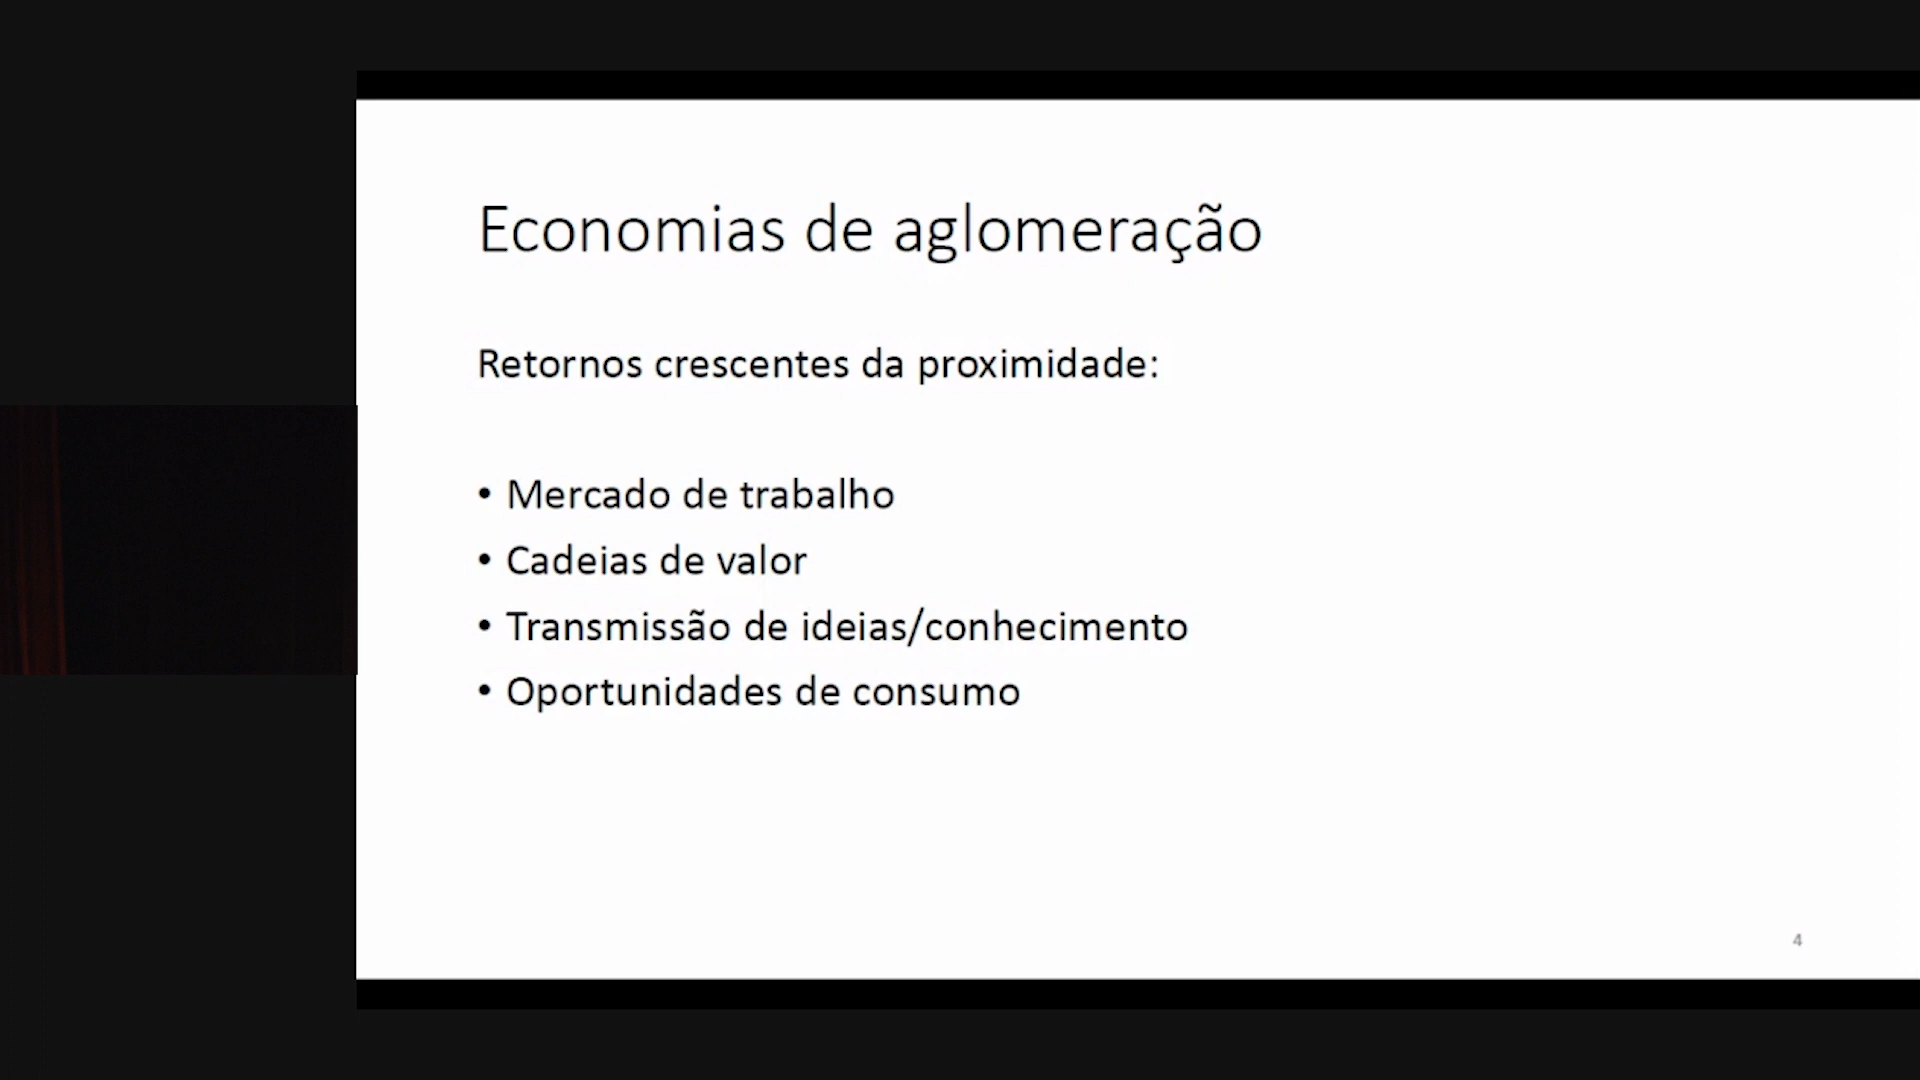 Economias de aglomeração
Retornos crescentes da proximidade:
• Mercado de trabalho
• Cadeias de valor
• Transmissão de ideias/conhecimento
• Oportunidades de consumo
4